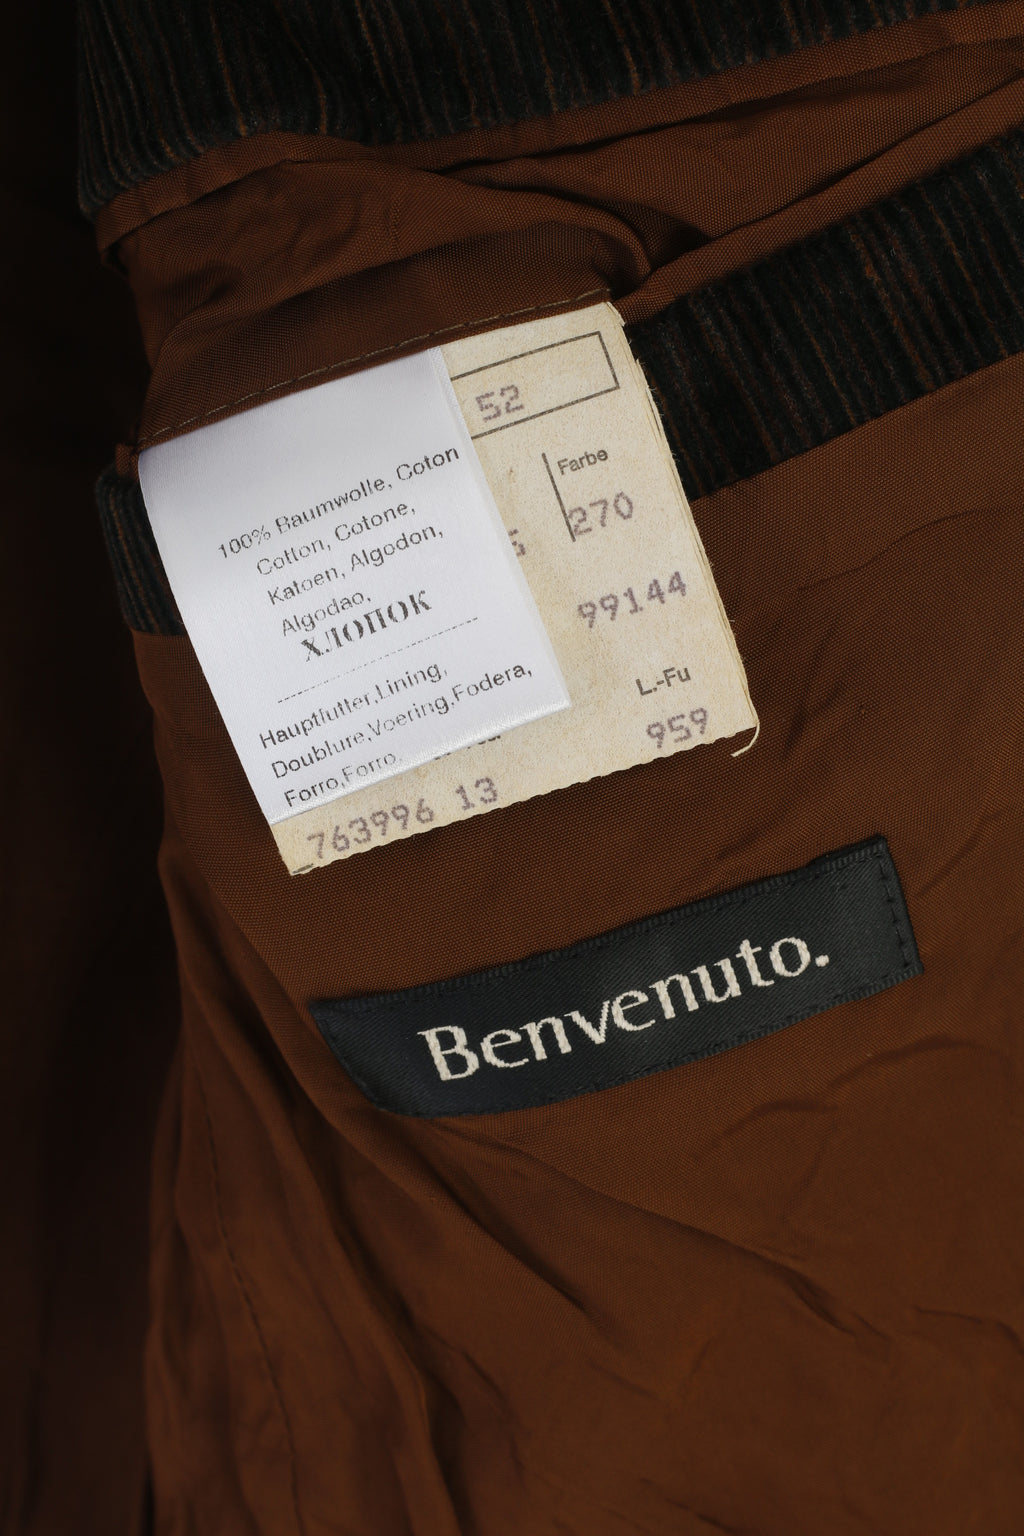 52
Farbe
270
99144
L.-Fu
959
763996 13
100% Baumwolle, Coton
Cotton, Cotone,
Katoen, Algodon,
Algodao,
ХЛОПОК
Hauptfutter,Lining,
Doublure,Voering,Fodera,
Forro,Forro,
Benvenuto.